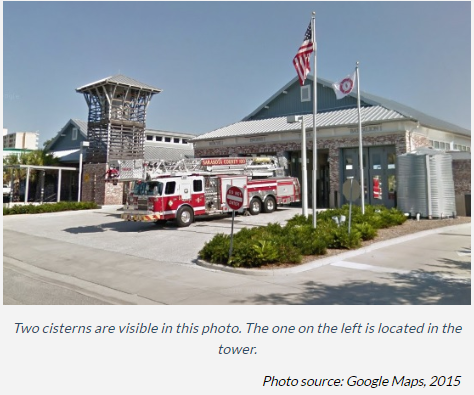 SARASOTA COUNTY FD
Two cisterns are visible in this photo. The one on the left is located in the
tower.
Photo source: Google Maps, 2015